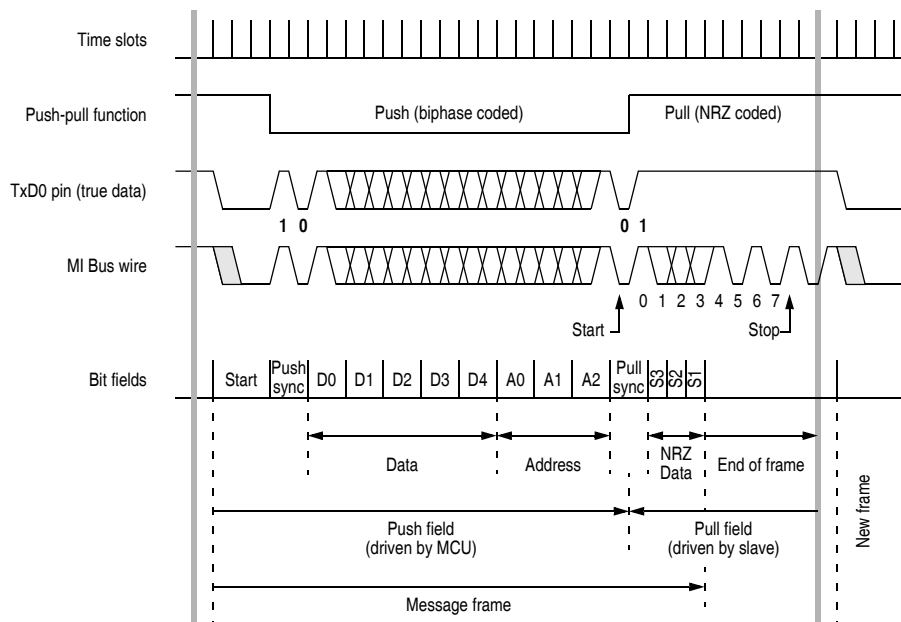 Time slots
Push-pull function
Push (biphase coded)
Pull (NRZ coded)
TxD0 pin (true data)
1 0
0 1
MI Bus wire
0 1 2 3 4 5 6 7
Start
Stop
Bit fields
Start
Push
sync
D0 D1 D2 D3 D4 A0 A1 A2
Pull
sync
S3 S2 S1
Data
Address
NRZ
Data
End of frame
Push field
(driven by MCU)
Pull field
(driven by slave)
New frame
Message frame